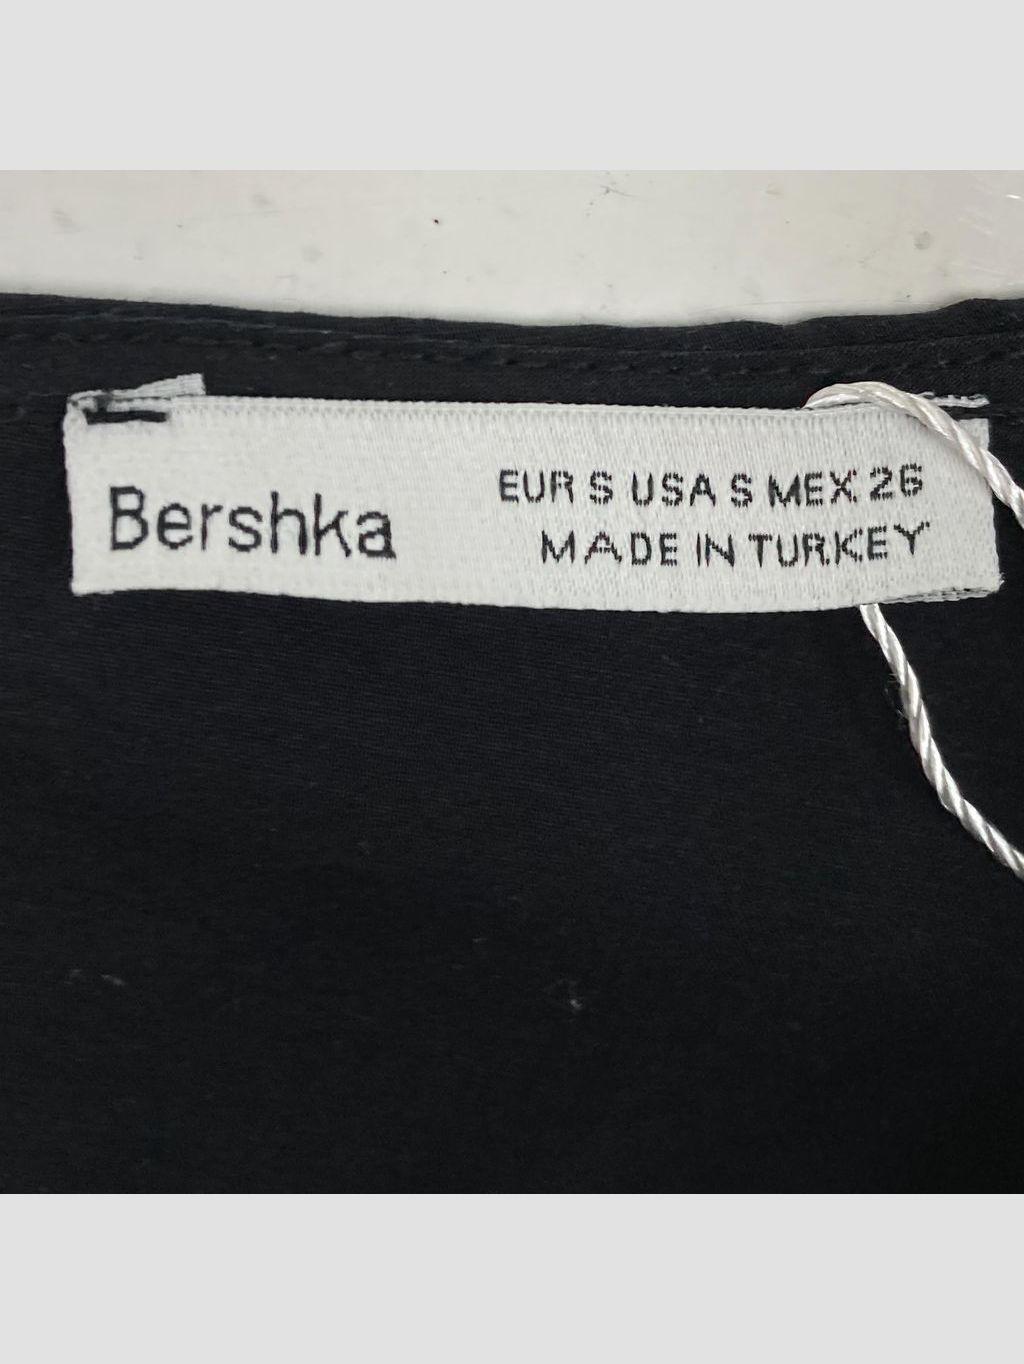 Bershka
EUR S USA S MEX 26
MADE IN TURKEY